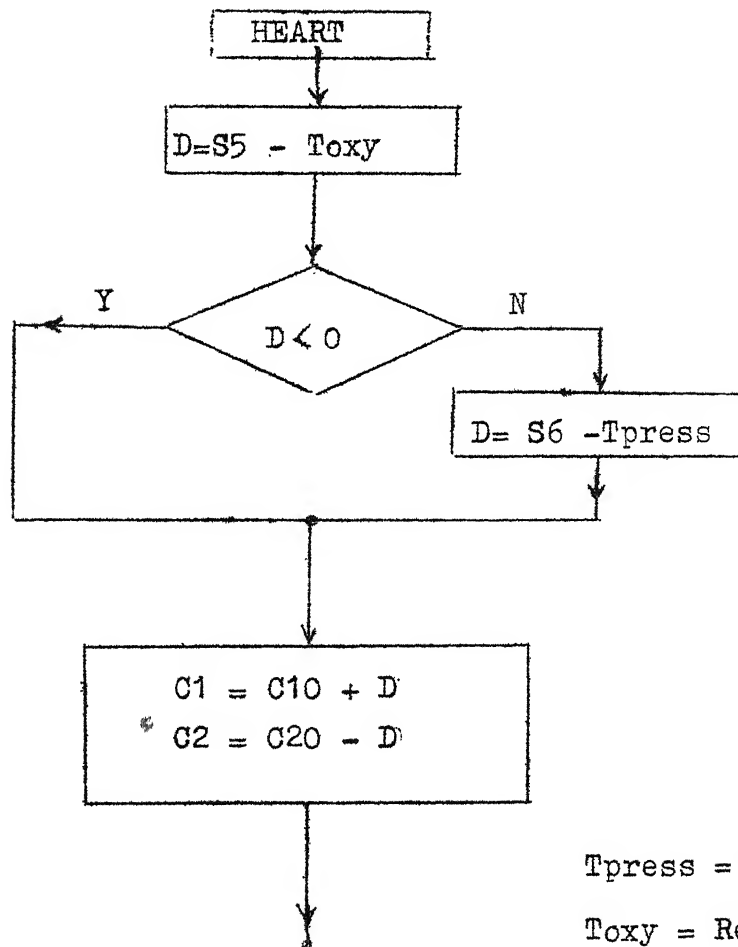 HEART
D=S5 - Toxy
Y
N
D < 0
D= S6 -Tpress
C1 = C10 + D
C2 = C20 - D
Tpress =
Toxy =